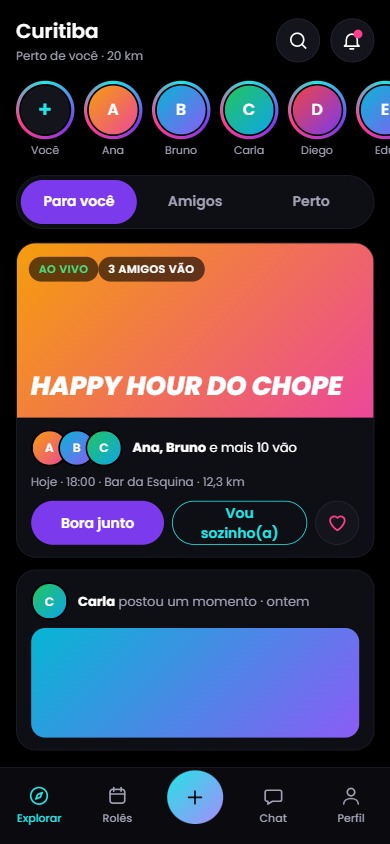 Curitiba
Perto de você · 20 km
+
A
B
C
D
E
Você
Ana
Bruno
Carla
Diego
Edu
Para você
Amigos
Perto
AO VIVO
3 AMIGOS VÃO
HAPPY HOUR DO CHOPE
A
B
C
Ana, Bruno e mais 10 vão
Hoje · 18:00 · Bar da Esquina · 12,3 km
Bora junto
Vou
sozinho(a)
C
Carla postou um momento · ontem
+
Explorar
Rolês
Chat
Perfil